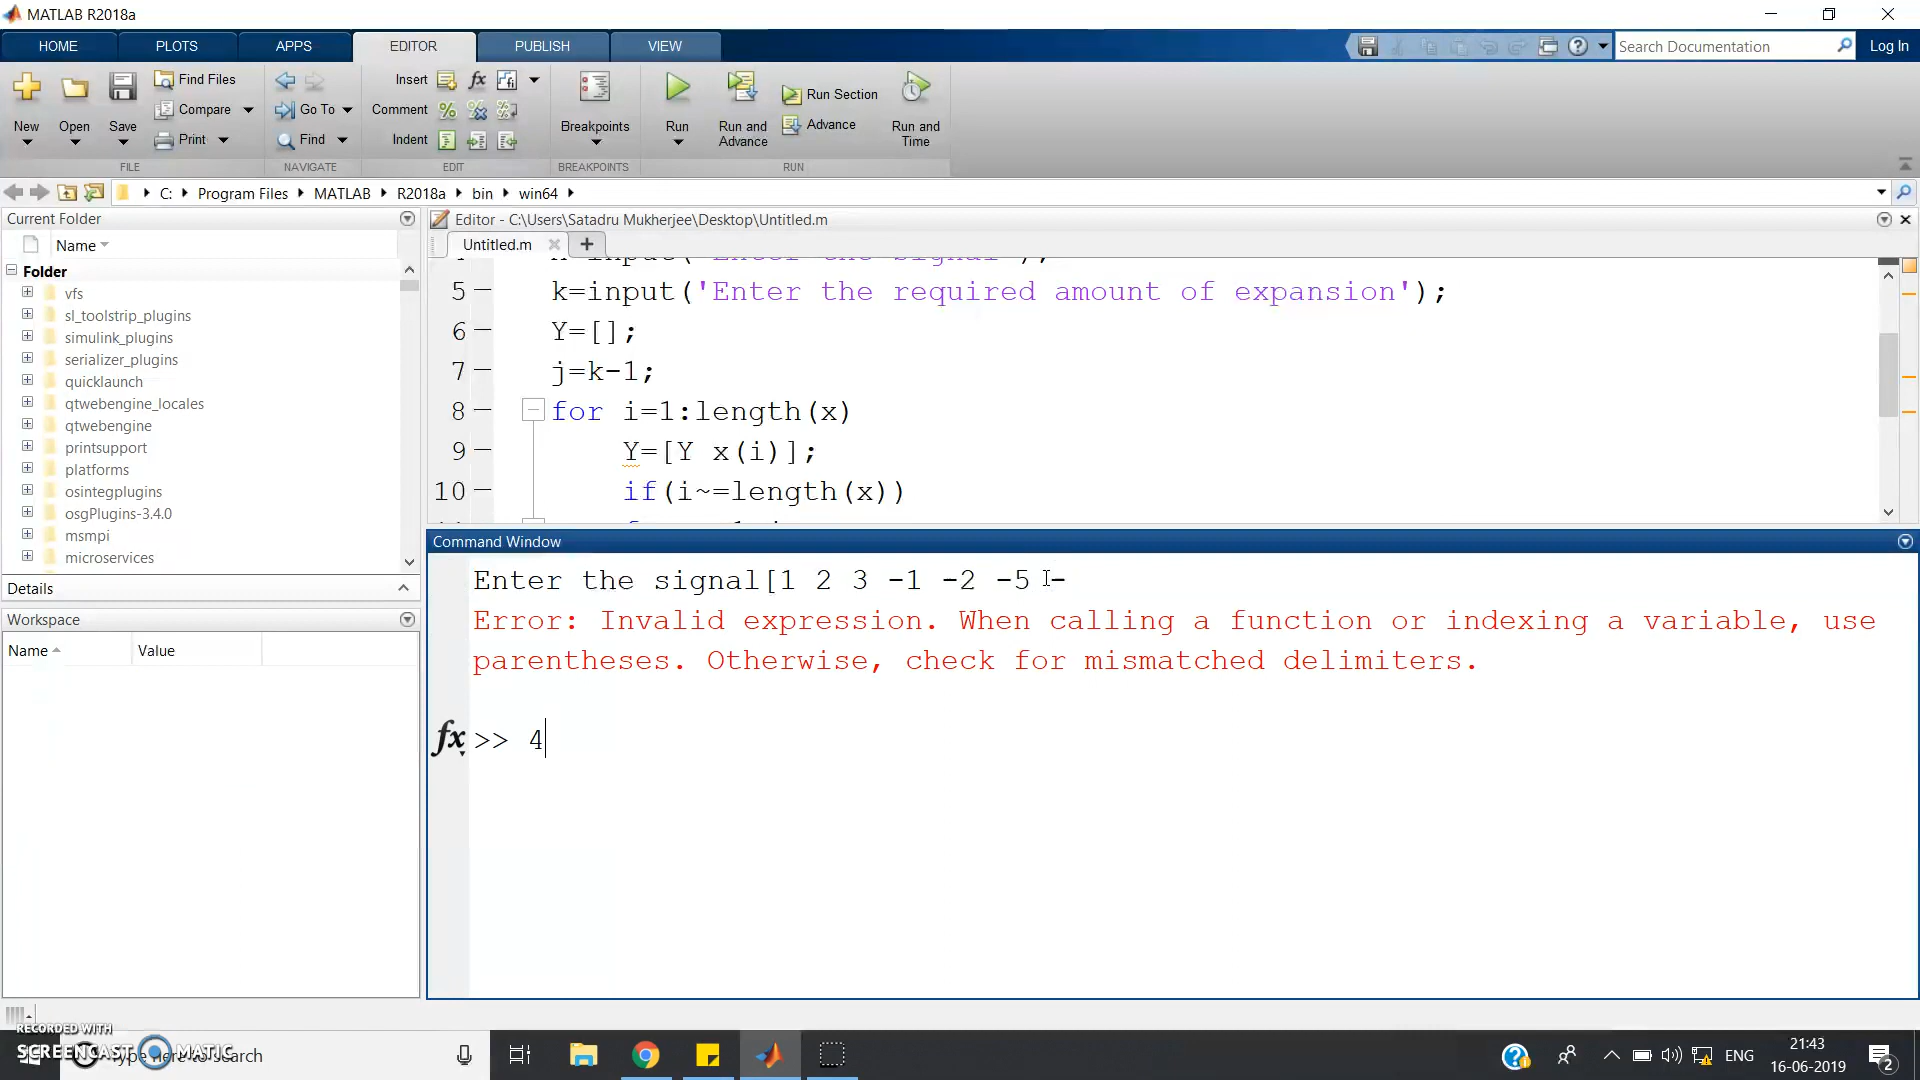 MATLAB R2018a
HOME PLOTS APPS EDITOR PUBLISH VIEW Search Documentation Log In
New Open Save Find Files Compare Print
FILE
Go To Find
NAVIGATE
Insert fx
Comment
Indent
EDIT
Breakpoints
BREAKPOINTS
Run Run and Advance Run Section Advance Run and Time
RUN
C: Program Files MATLAB R2018a bin win64
Current Folder
Name
Folder
vfs
sl_toolstrip_plugins
simulink_plugins
serializer_plugins
quicklaunch
qtwebengine_locales
qtwebengine
printsupport
platforms
osintegplugins
osgPlugins-3.4.0
msmpi
microservices
Details
Workspace
Name Value
Editor - C:\Users\Satadru Mukherjee\Desktop\Untitled.m
Untitled.m
5 k=input('Enter the required amount of expansion');
6 Y=[];
7 j=k-1;
8 for i=1:length(x)
9 Y=[Y x(i)];
10 if(i~=length(x))
Command Window
Enter the signal[1 2 3 -1 -2 -5 -
Error: Invalid expression. When calling a function or indexing a variable, use
parentheses. Otherwise, check for mismatched delimiters.
fx >> 4
RECORDED WITH
SCREENCAST MATIC
Type here to search
ENG
21:43
16-06-2019
2